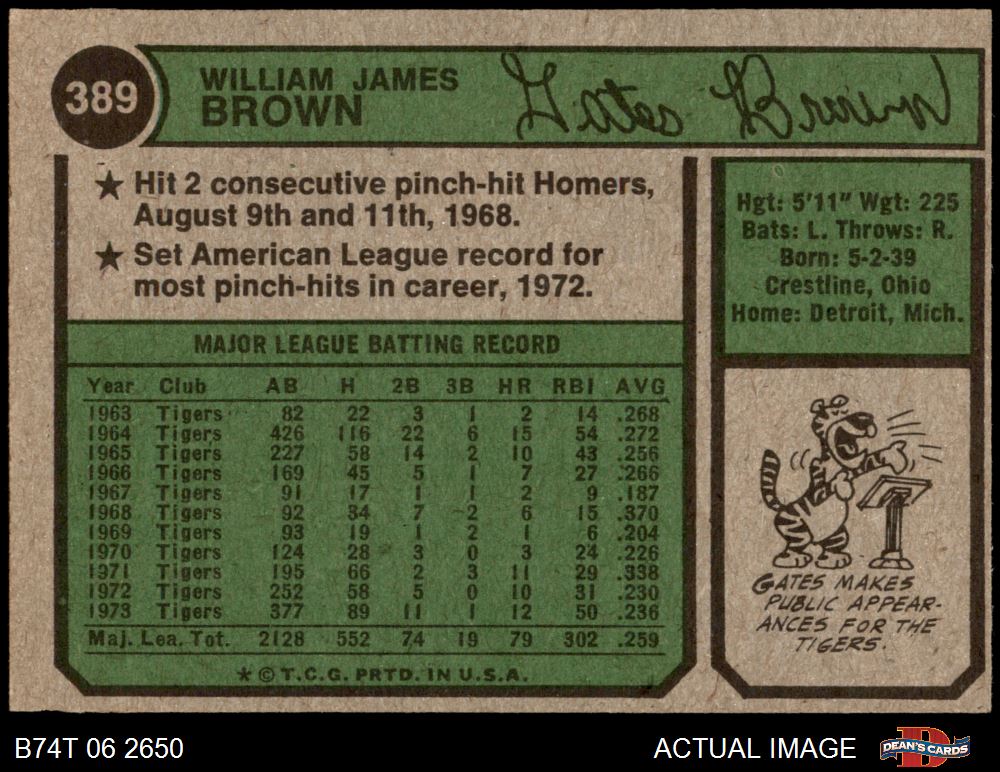 389
WILLIAM JAMES
BROWN
Gates Brown
★ Hit 2 consecutive pinch-hit Homers,
August 9th and 11th, 1968.
★ Set American League record for
most pinch-hits in career, 1972.
Hgt: 5'11" Wgt: 225
Bats: L. Throws: R.
Born: 5-2-39
Crestline, Ohio
Home: Detroit, Mich.
MAJOR LEAGUE BATTING RECORD
Year Club AB H 2B 3B HR RBI AVG
1963 Tigers 82 22 3 1 2 14 .268
1964 Tigers 426 116 22 6 15 54 .272
1965 Tigers 227 58 14 2 10 43 .256
1966 Tigers 169 45 5 1 7 27 .266
1967 Tigers 91 17 1 1 2 9 .187
1968 Tigers 92 34 7 2 6 15 .370
1969 Tigers 93 19 1 2 1 6 .204
1970 Tigers 124 28 3 0 3 24 .226
1971 Tigers 195 66 2 3 11 29 .338
1972 Tigers 252 58 5 0 10 31 .230
1973 Tigers 377 89 11 1 12 50 .236
Maj. Lea. Tot. 2128 552 74 19 79 302 .259
★ © T.C.G. PRTD. IN U.S.A.
GATES MAKES
PUBLIC APPEAR-
ANCES FOR THE
TIGERS.
B74T 06 2650
ACTUAL IMAGE
D
DEAN'S CARDS